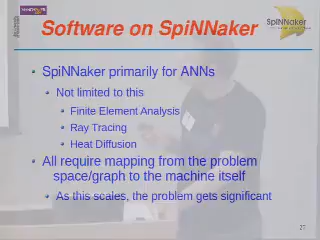 Software on SpiNNaker
SpiNNaker
SpiNNaker primarily for ANNs
Not limited to this
Finite Element Analysis
Ray Tracing
Heat Diffusion
All require mapping from the problem
space/graph to the machine itself
As this scales, the problem gets significant
27